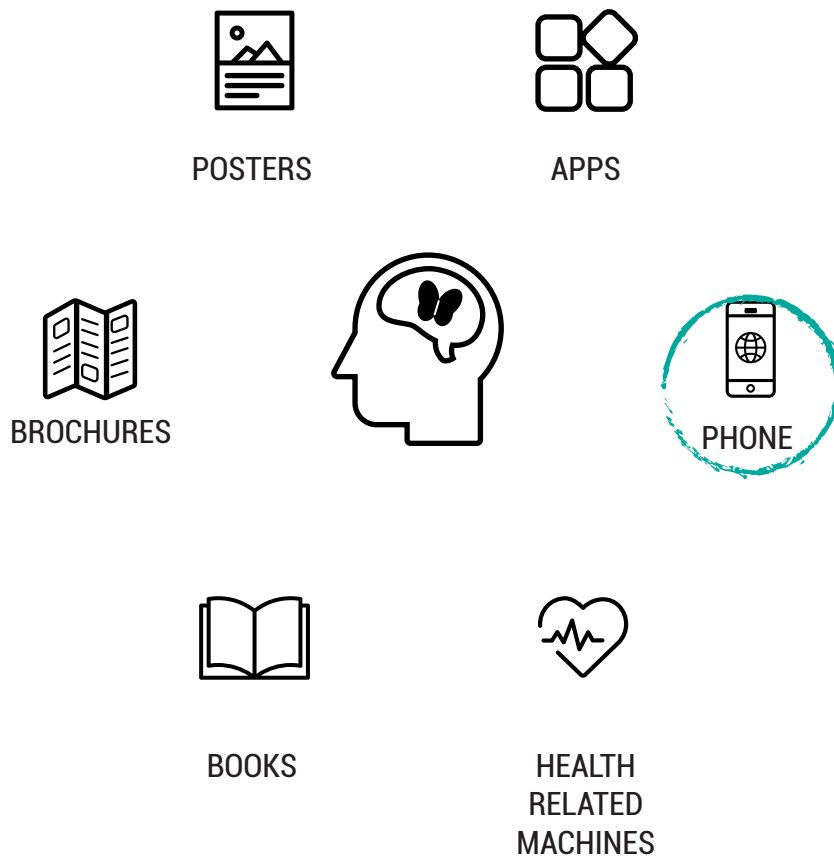 POSTERS
APPS
BROCHURES
PHONE
BOOKS
HEALTH
RELATED
MACHINES